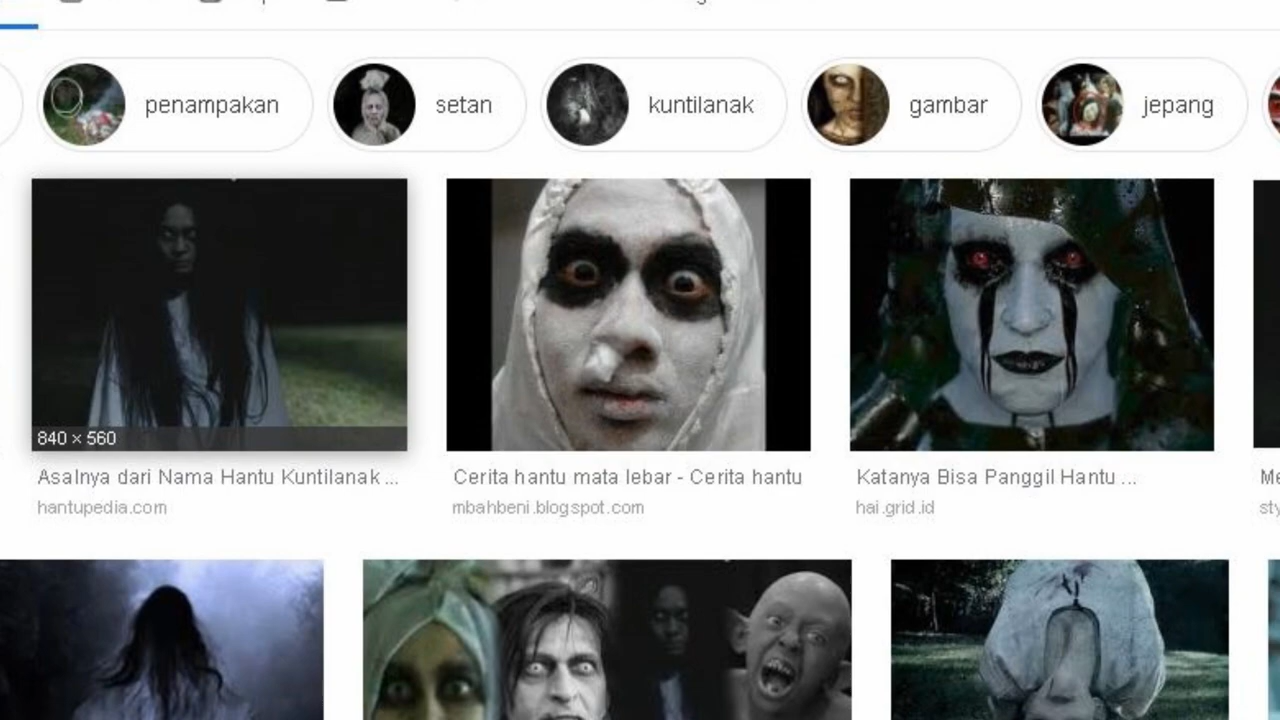 penampakan
setan
kuntilanak
gambar
jepang
840 × 560
Asalnya dari Nama Hantu Kuntilanak ...
Cerita hantu mata lebar - Cerita hantu
Katanya Bisa Panggil Hantu ...
hantupedia.com
mbahbeni.blogspot.com
hai.grid.id